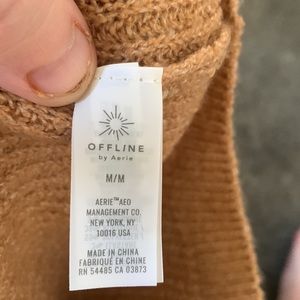 OFFLINE
by Aerie
M/M
AERIE™AEO
MANAGEMENT CO.
NEW YORK, NY
10016 USA
MADE IN CHINA
FABRIQUÉ EN CHINE
RN 54485 CA 03873